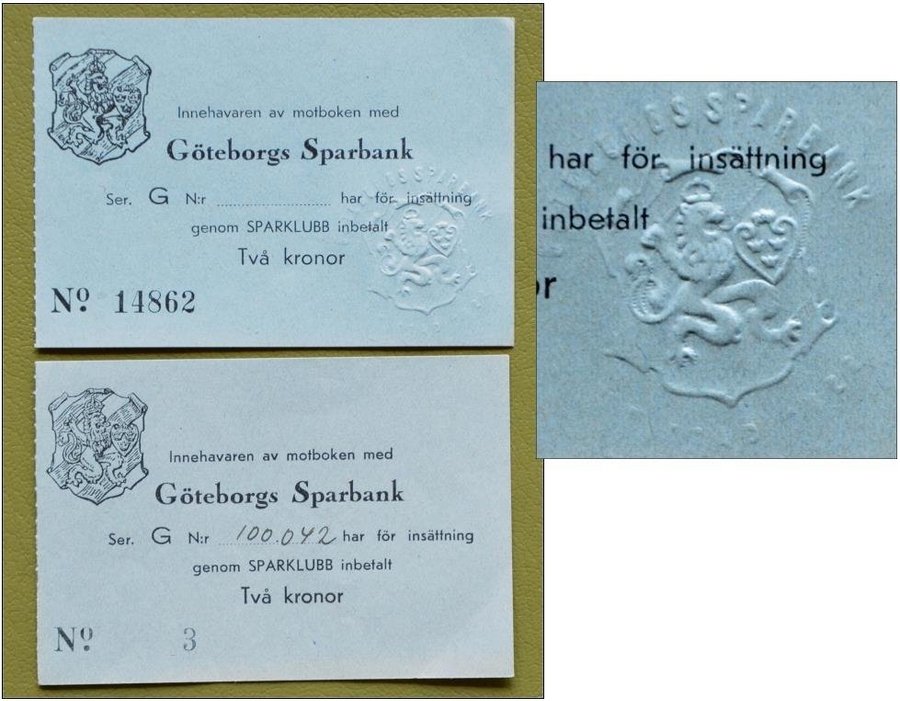 Innehavaren av motboken med
Göteborgs Sparbank
Ser. G N:r har för insättning
genom SPARKLUBB inbetalt
Två kronor
Nº 14862
har för insättning
inbetalt
or
Innehavaren av motboken med
Göteborgs Sparbank
Ser. G N:r 100.042 har för insättning
genom SPARKLUBB inbetalt
Två kronor
Nº 3